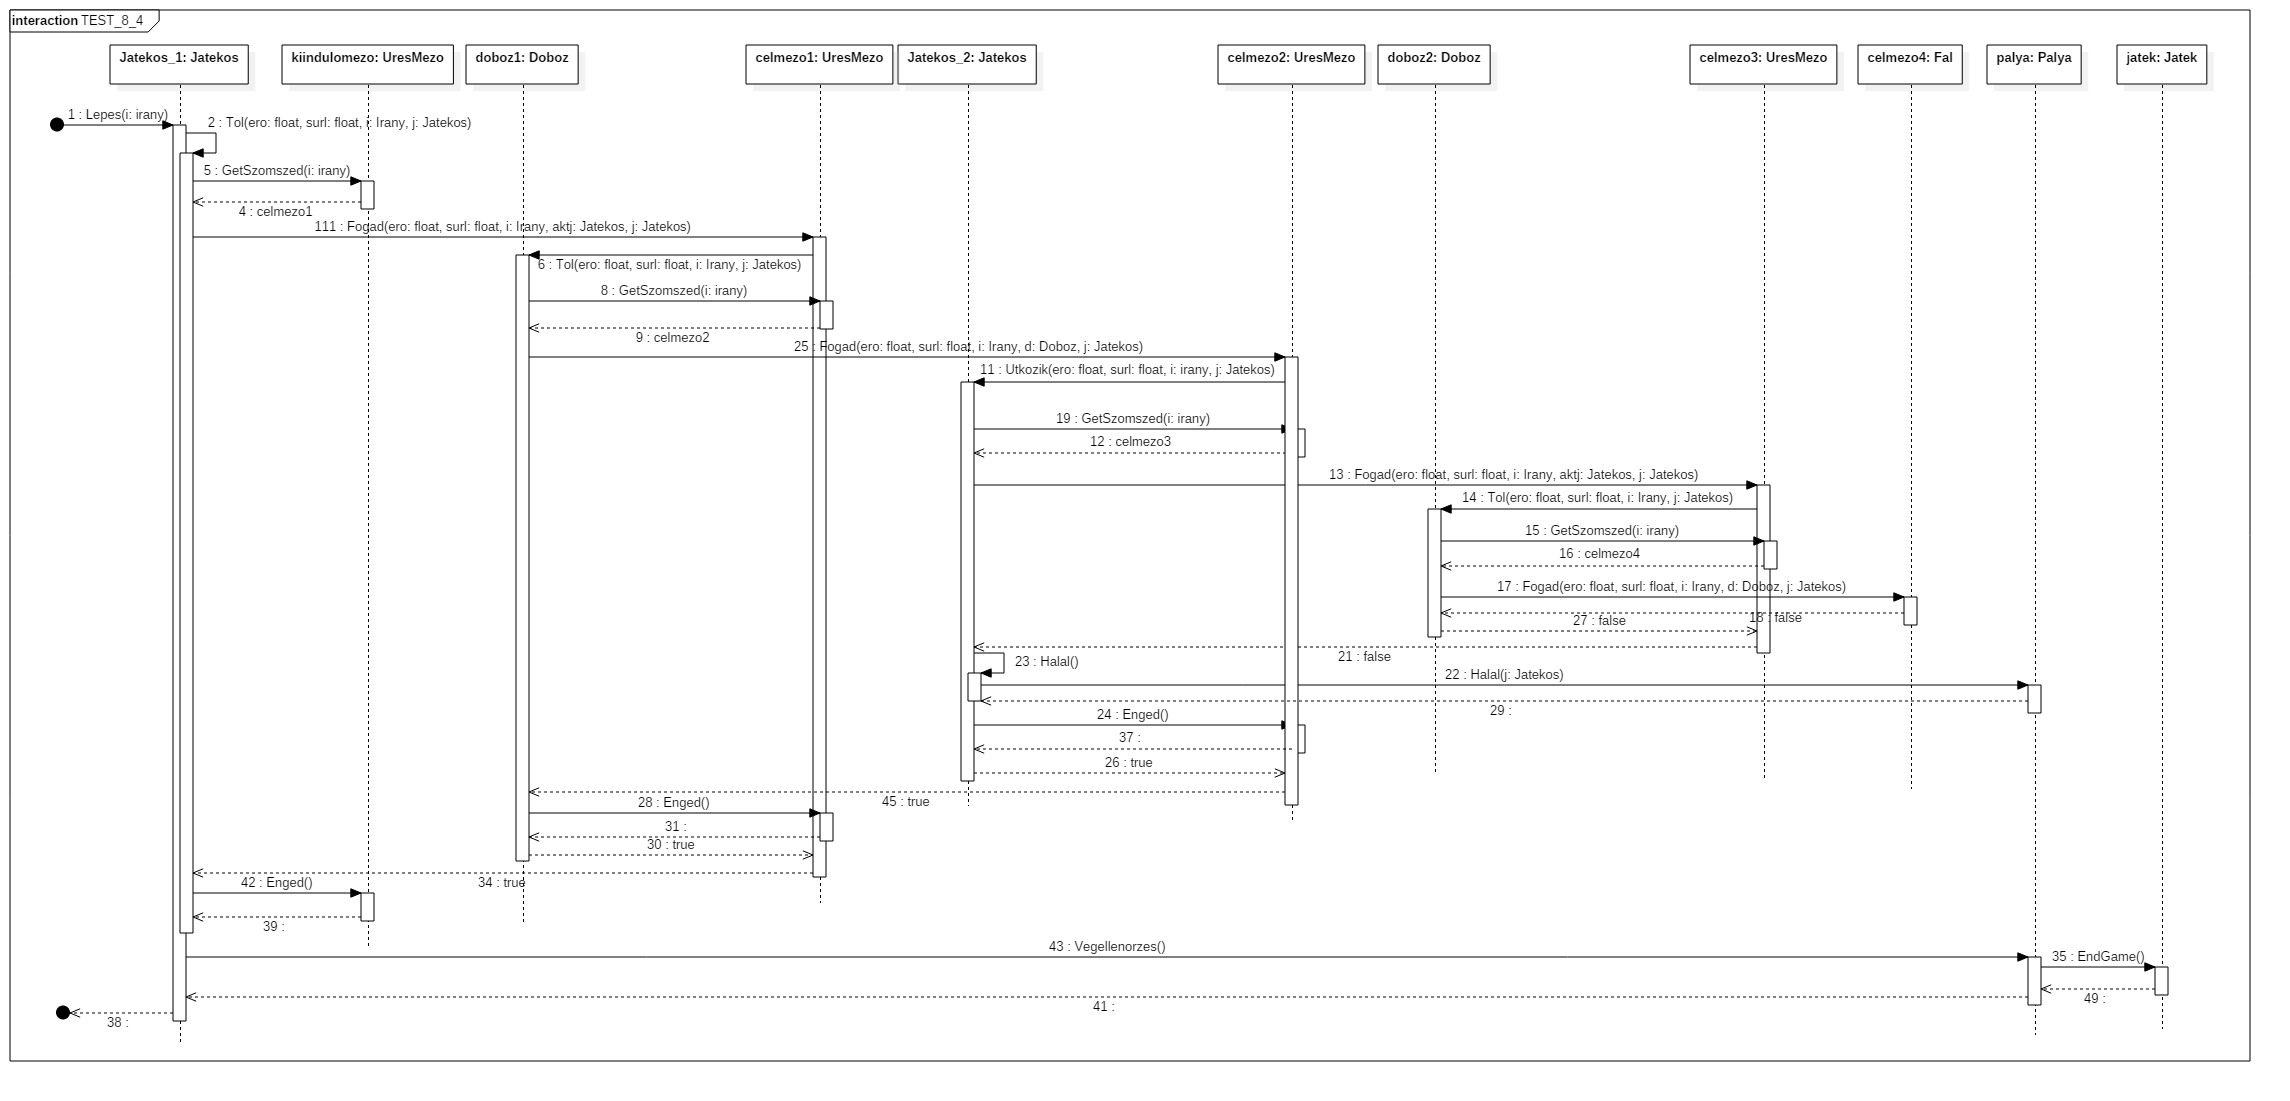 interaction TEST_8_4
Jatekos_1: Jatekos
kiindulomezo: UresMezo
doboz1: Doboz
celmezo1: UresMezo
Jatekos_2: Jatekos
celmezo2: UresMezo
doboz2: Doboz
celmezo3: UresMezo
celmezo4: Fal
palya: Palya
jatek: Jatek
1 : Lepes(i: irany)
2 : Tol(ero: float, surl: float, i: Irany, j: Jatekos)
5 : GetSzomszed(i: irany)
4 : celmezo1
111 : Fogad(ero: float, surl: float, i: Irany, aktj: Jatekos, j: Jatekos)
6 : Tol(ero: float, surl: float, i: Irany, j: Jatekos)
8 : GetSzomszed(i: irany)
9 : celmezo2
25 : Fogad(ero: float, surl: float, i: Irany, d: Doboz, j: Jatekos)
11 : Utkozik(ero: float, surl: float, i: irany, j: Jatekos)
19 : GetSzomszed(i: irany)
12 : celmezo3
13 : Fogad(ero: float, surl: float, i: Irany, aktj: Jatekos, j: Jatekos)
14 : Tol(ero: float, surl: float, i: Irany, j: Jatekos)
15 : GetSzomszed(i: irany)
16 : celmezo4
17 : Fogad(ero: float, surl: float, i: Irany, d: Doboz, j: Jatekos)
18 : false
27 : false
21 : false
23 : Halal()
22 : Halal(j: Jatekos)
29 :
24 : Enged()
37 :
26 : true
45 : true
28 : Enged()
31 :
30 : true
34 : true
42 : Enged()
39 :
43 : Vegellenorzes()
35 : EndGame()
49 :
41 :
38 :